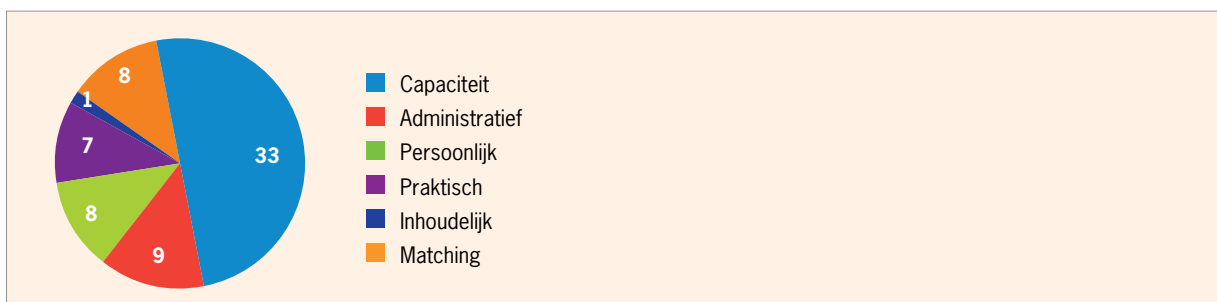 8
1
7
8
9
33
Capaciteit
Administratief
Persoonlijk
Praktisch
Inhoudelijk
Matching